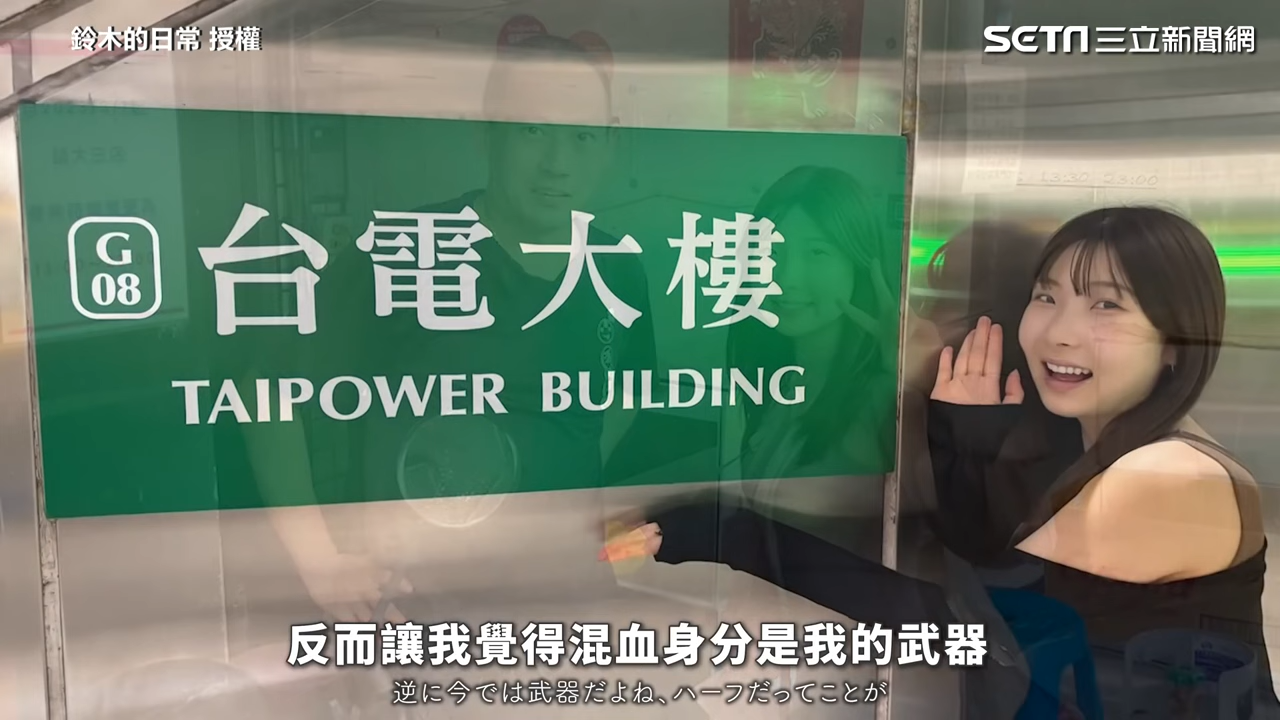 鈴木的日常 授權
SETN三立新聞網
G
08
台電大樓
TAIPOWER BUILDING
反而讓我覺得混血身分是我的武器
逆に今では武器だよね、ハーフだってことが